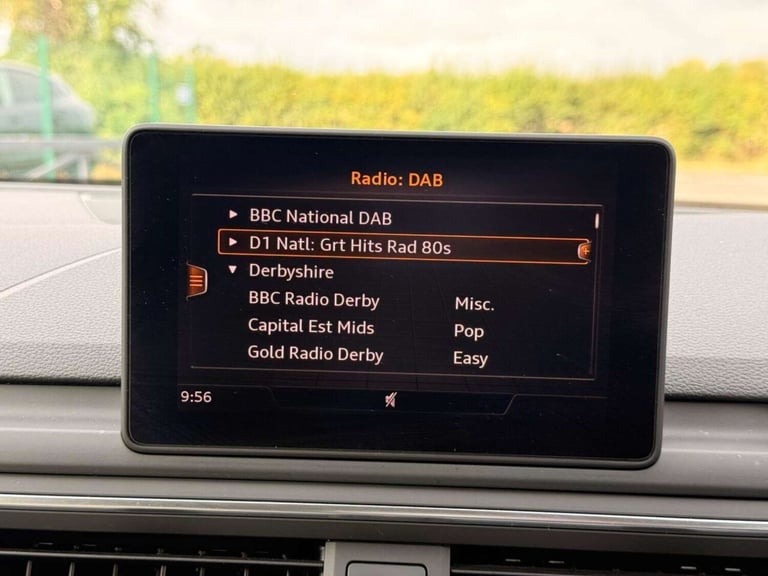 Radio: DAB
BBC National DAB
D1 Natl: Grt Hits Rad 80s
Derbyshire
BBC Radio Derby Misc.
Capital Est Mids Pop
Gold Radio Derby Easy
9:56